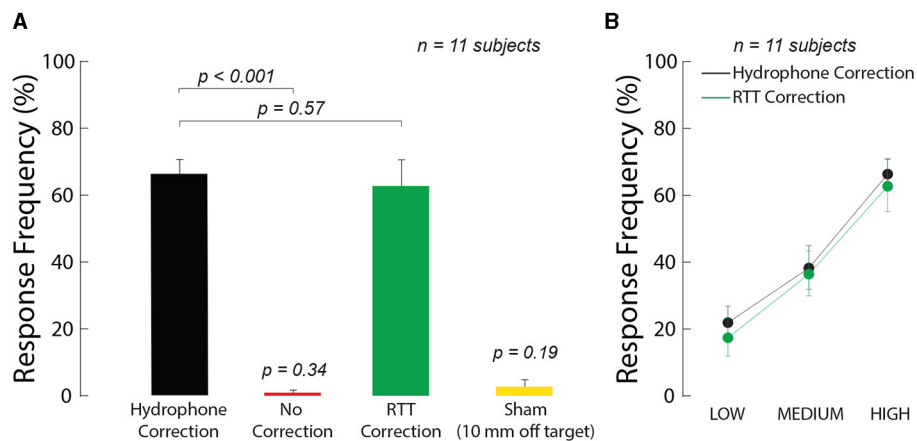 A
n = 11 subjects
Response Frequency (%)
100
80
60
40
20
0
p < 0.001
p = 0.57
p = 0.34
p = 0.19
Hydrophone
Correction
No
Correction
RTT
Correction
Sham
(10 mm off target)
B
n = 11 subjects
Hydrophone Correction
RTT Correction
Response Frequency (%)
100
80
60
40
20
0
LOW
MEDIUM
HIGH